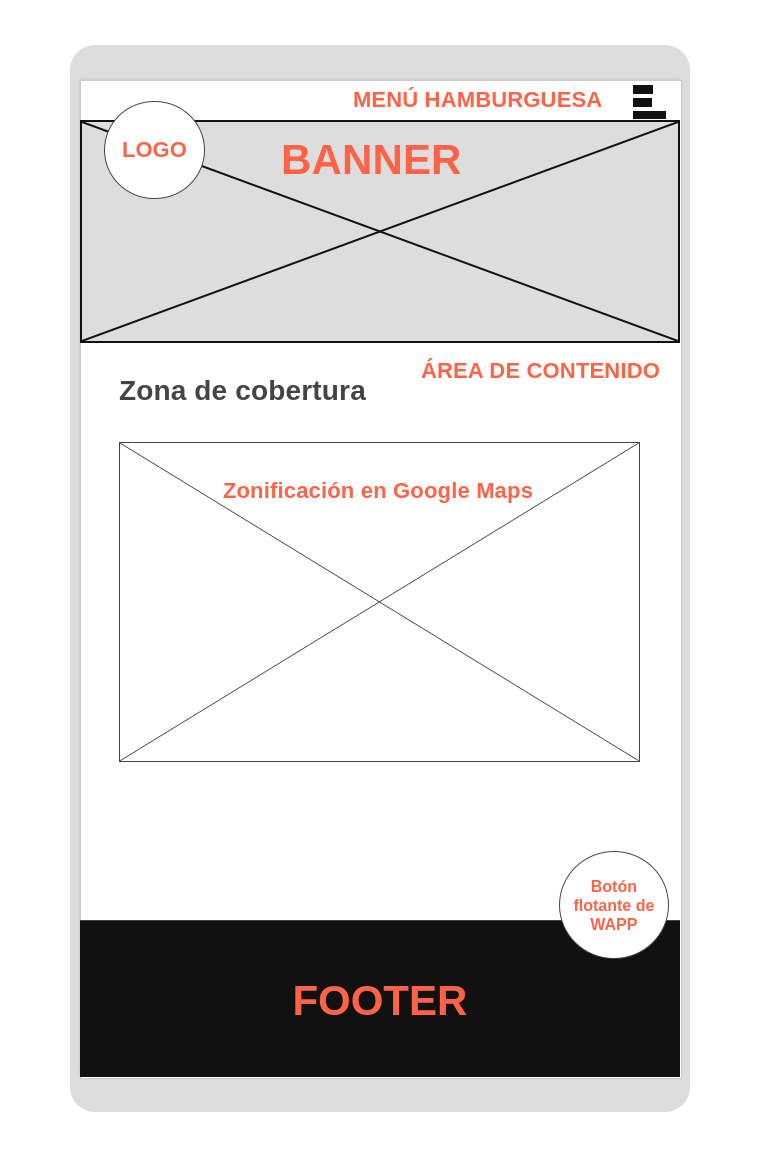 MENÚ HAMBURGUESA
LOGO
BANNER
ÁREA DE CONTENIDO
Zona de cobertura
Zonificación en Google Maps
Botón
flotante de
WAPP
FOOTER